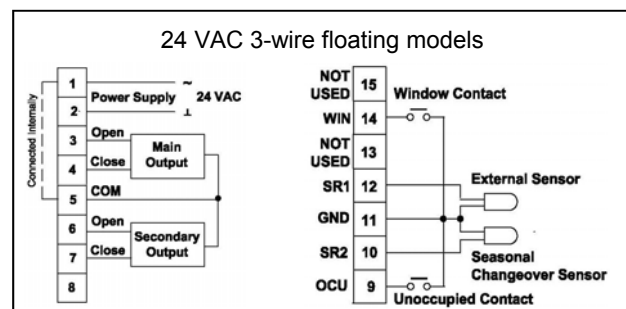 24 VAC 3-wire floating models
Connected Internally
1
Power Supply ~ 24 VAC
2 ⊥
3 Open
Main
Output
4 Close
5 COM
6 Open
Secondary
Output
7 Close
8
NOT
USED 15
Window Contact
WIN 14
NOT
USED 13
SR1 12
External Sensor
GND 11
SR2 10
Seasonal
Changeover Sensor
OCU 9
Unoccupied Contact